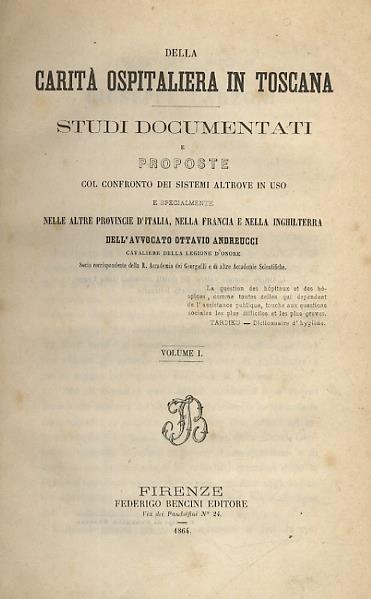 DELLA
CARITÀ OSPITALIERA IN TOSCANA
STUDI DOCUMENTATI
E
PROPOSTE
COL CONFRONTO DEI SISTEMI ALTROVE IN USO
E SPECIALMENTE
NELLE ALTRE PROVINCIE D'ITALIA, NELLA FRANCIA E NELLA INGHILTERRA
DELL'AVVOCATO OTTAVIO ANDREUCCI
CAVALIERE DELLA LEGIONE D'ONORE
Socio corrispondente della R. Accademia dei Georgofili e di altre Accademie Scientifiche.
La question des hôpitaux et des hô-
spices, comme toutes celles qui dependent
de l'assistance publique, touche aux questions
sociales les plus difficiles et les plus graves.
TARDIEU — Dictionnaire d'hygiène.
VOLUME I.
FIRENZE
FEDERIGO BENCINI EDITORE
Via dei Pandolfini N° 24.
1864.